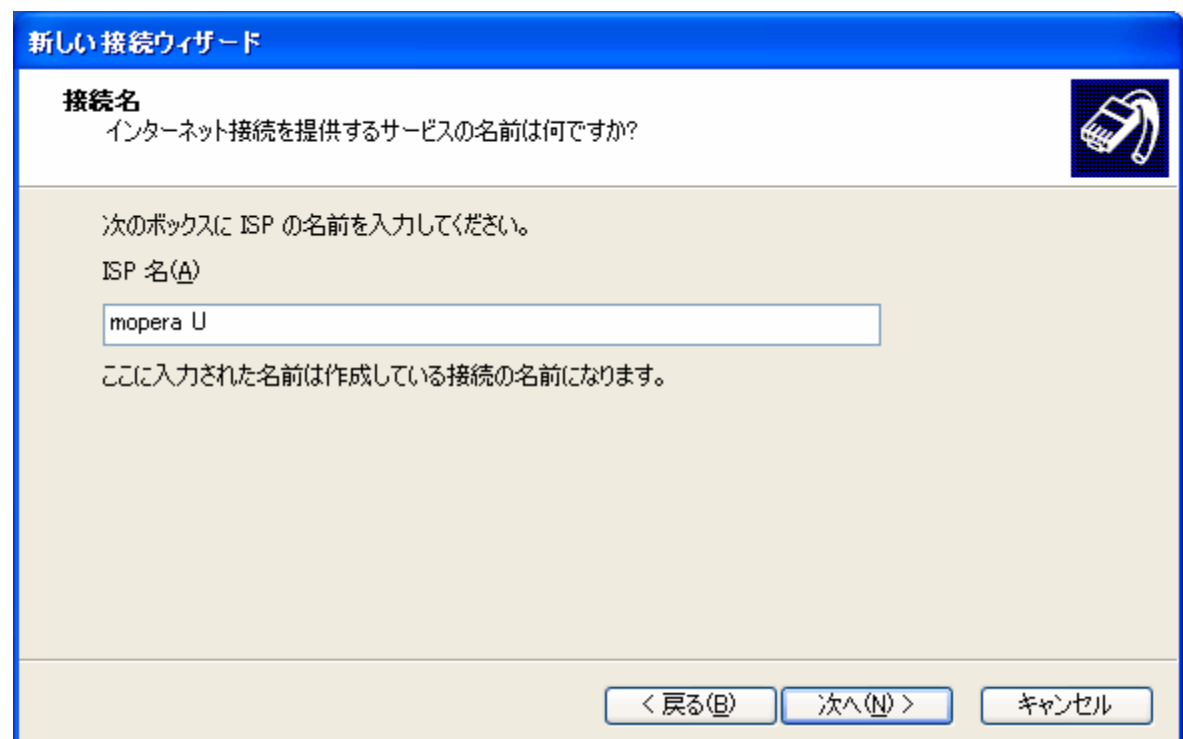 新しい接続ウィザード
接続名
インターネット接続を提供するサービスの名前は何ですか?
次のボックスに ISP の名前を入力してください。
ISP 名(A)
mopera U
ここに入力された名前は作成している接続の名前になります。
< 戻る(B) 次へ(N) > キャンセル